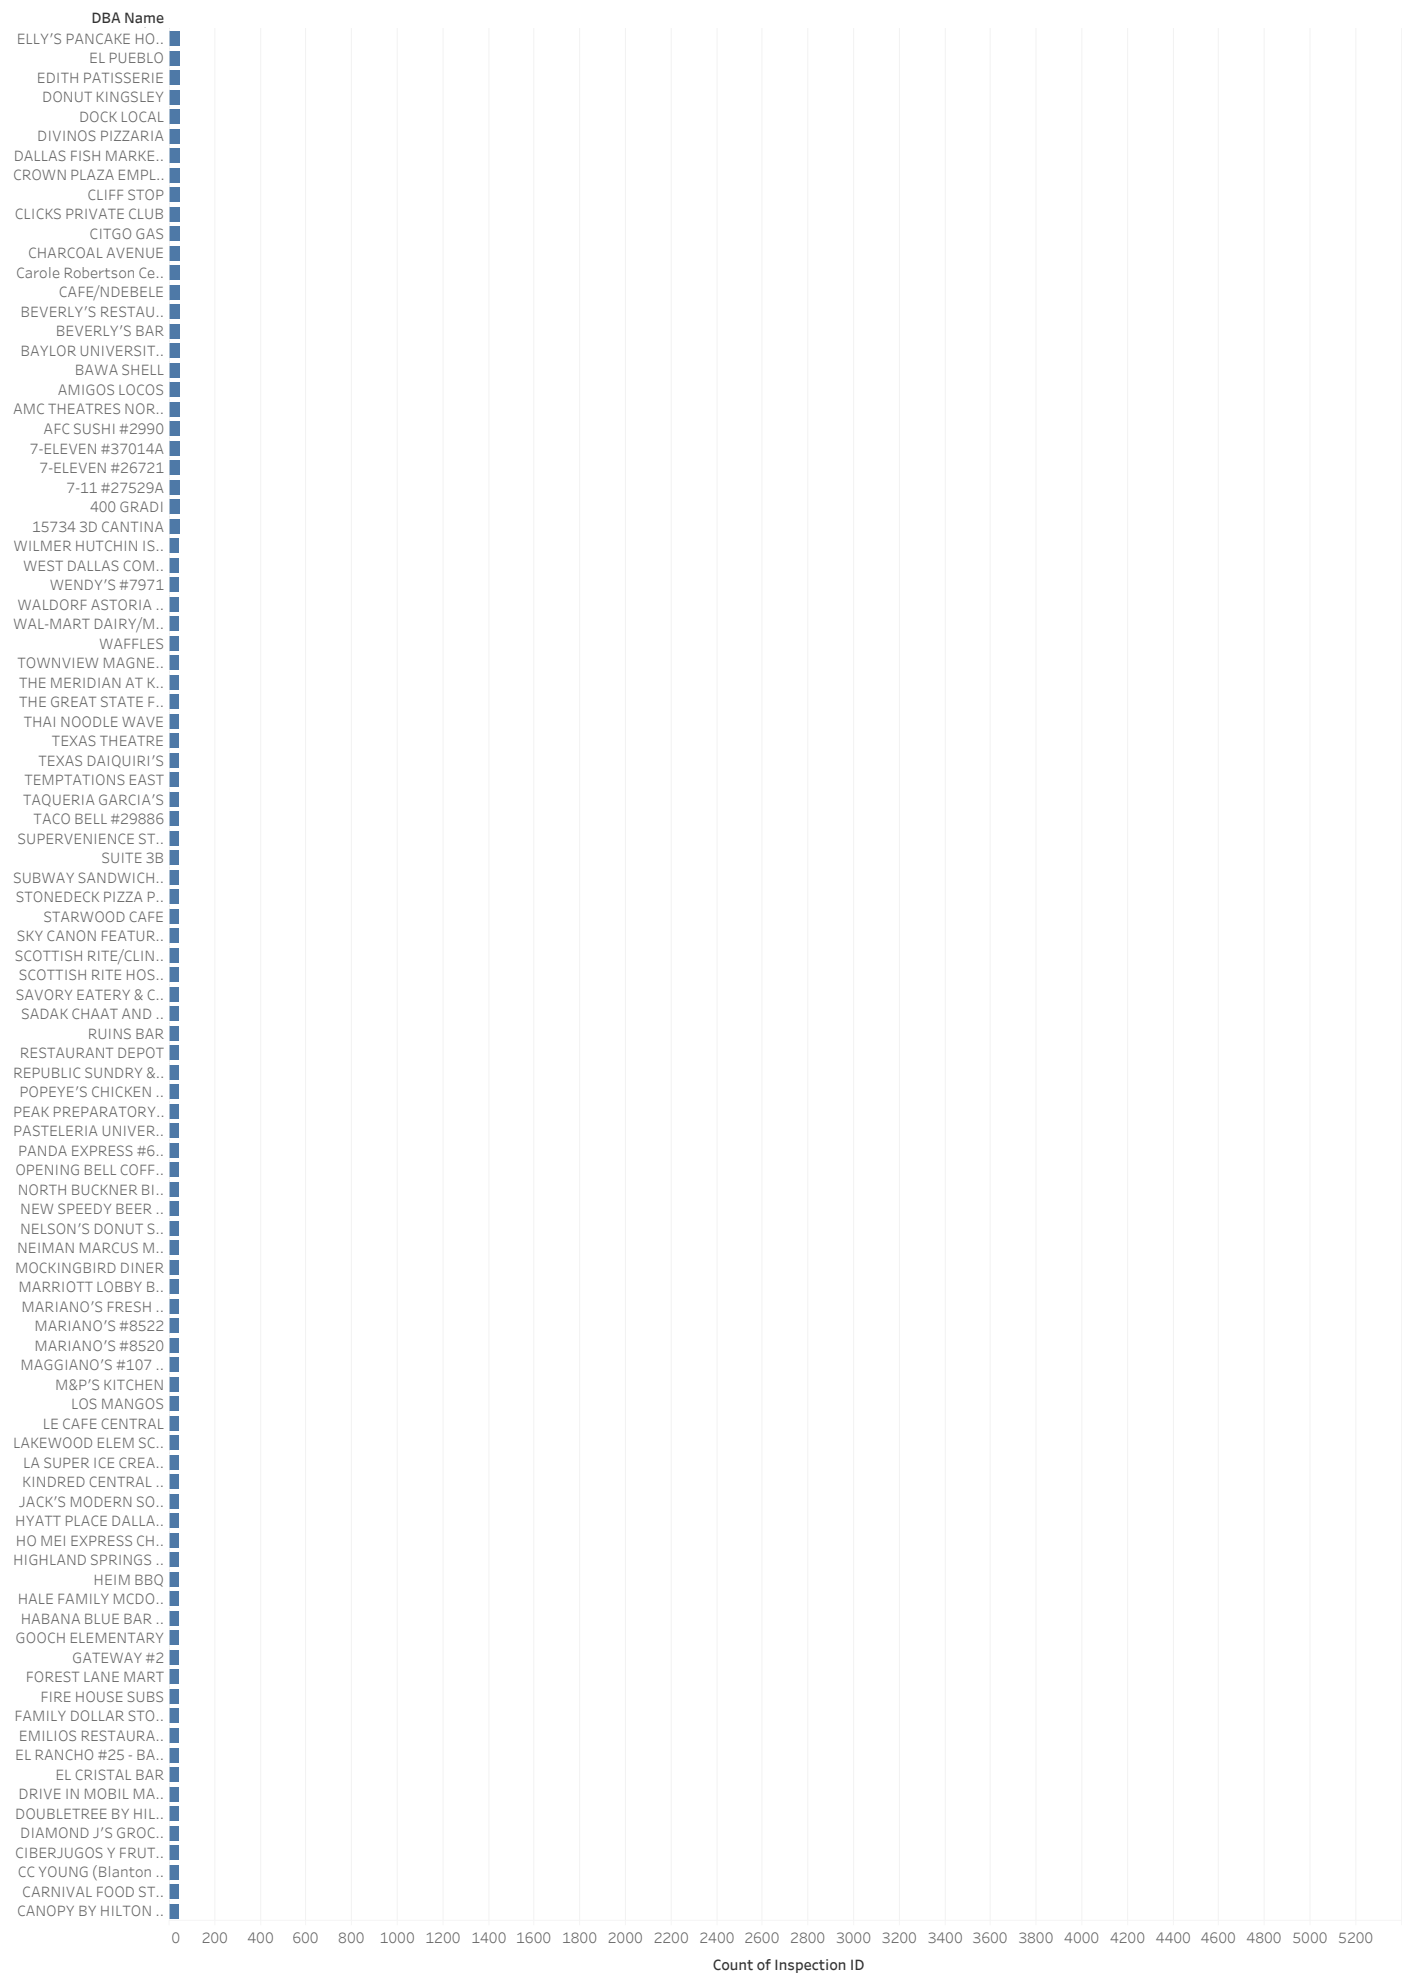 DBA Name
ELLY'S PANCAKE HO..
EL PUEBLO
EDITH PATISSERIE
DONUT KINGSLEY
DOCK LOCAL
DIVINOS PIZZARIA
DALLAS FISH MARKE..
CROWN PLAZA EMPL..
CLIFF STOP
CLICKS PRIVATE CLUB
CITGO GAS
CHARCOAL AVENUE
Carole Robertson Ce..
CAFE/NDEBELE
BEVERLY'S RESTAU..
BEVERLY'S BAR
BAYLOR UNIVERSIT..
BAWA SHELL
AMIGOS LOCOS
AMC THEATRES NOR..
AFC SUSHI #2990
7-ELEVEN #37014A
7-ELEVEN #26721
7-11 #27529A
400 GRADI
15734 3D CANTINA
WILMER HUTCHIN IS..
WEST DALLAS COM..
WENDY'S #7971
WALDORF ASTORIA ..
WAL-MART DAIRY/M..
WAFFLES
TOWNVIEW MAGNE..
THE MERIDIAN AT K..
THE GREAT STATE F..
THAI NOODLE WAVE
TEXAS THEATRE
TEXAS DAIQUIRI'S
TEMPTATIONS EAST
TAQUERIA GARCIA'S
TACO BELL #29886
SUPERVENIENCE ST..
SUITE 3B
SUBWAY SANDWICH..
STONEDECK PIZZA P..
STARWOOD CAFE
SKY CANON FEATUR..
SCOTTISH RITE/CLIN..
SCOTTISH RITE HOS..
SAVORY EATERY & C..
SADAK CHAAT AND ..
RUINS BAR
RESTAURANT DEPOT
REPUBLIC SUNDRY &..
POPEYE'S CHICKEN ..
PEAK PREPARATORY..
PASTELERIA UNIVER..
PANDA EXPRESS #6..
OPENING BELL COFF..
NORTH BUCKNER BI..
NEW SPEEDY BEER ..
NELSON'S DONUT S..
NEIMAN MARCUS M..
MOCKINGBIRD DINER
MARRIOTT LOBBY B..
MARIANO'S FRESH ..
MARIANO'S #8522
MARIANO'S #8520
MAGGIANO'S #107 ..
M&P'S KITCHEN
LOS MANGOS
LE CAFE CENTRAL
LAKEWOOD ELEM SC..
LA SUPER ICE CREA..
KINDRED CENTRAL ..
JACK'S MODERN SO..
HYATT PLACE DALLA..
HO MEI EXPRESS CH..
HIGHLAND SPRINGS ..
HEIM BBQ
HALE FAMILY MCDO..
HABANA BLUE BAR ..
GOOCH ELEMENTARY
GATEWAY #2
FOREST LANE MART
FIRE HOUSE SUBS
FAMILY DOLLAR STO..
EMILIOS RESTAURA..
EL RANCHO #25 - BA..
EL CRISTAL BAR
DRIVE IN MOBIL MA..
DOUBLETREE BY HIL..
DIAMOND J'S GROC..
CIBERJUGOS Y FRUT..
CC YOUNG (Blanton ..
CARNIVAL FOOD ST..
CANOPY BY HILTON ..
0 200 400 600 800 1000 1200 1400 1600 1800 2000 2200 2400 2600 2800 3000 3200 3400 3600 3800 4000 4200 4400 4600 4800 5000 5200
Count of Inspection ID